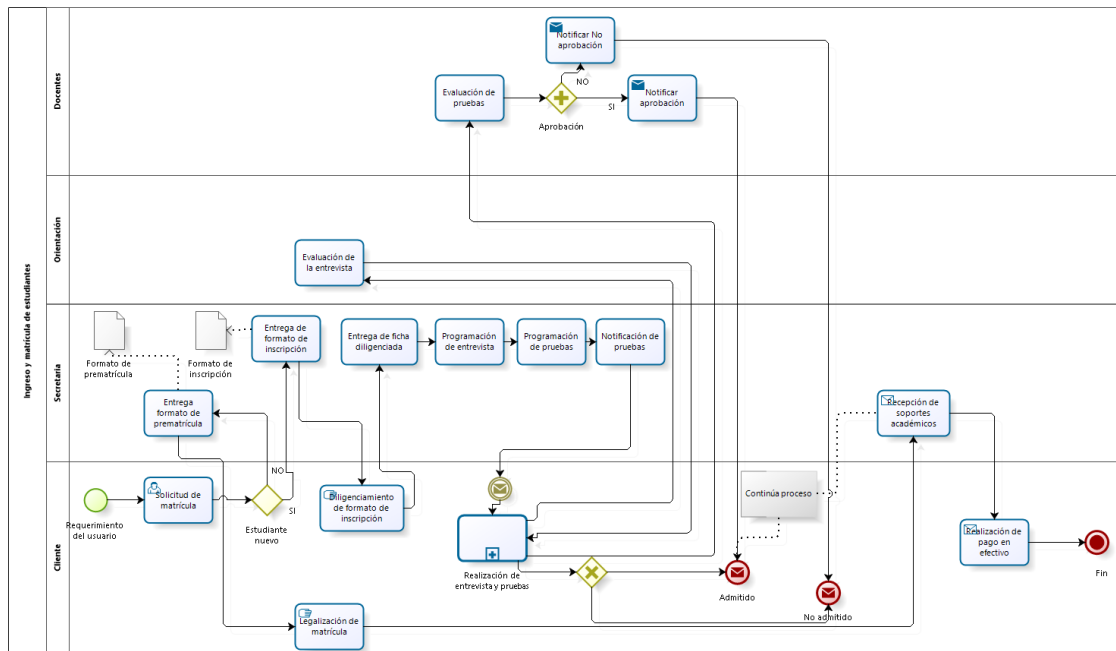 Ingreso y matrícula de estudiantes
Docentes
Notificar No
aprobación
Evaluación de
pruebas
NO
SI
Notificar
aprobación
Aprobación
Orientación
Evaluación de
la entrevista
Secretaria
Formato de
prematrícula
Formato de
inscripción
Entrega de
formato de
inscripción
Entrega de ficha
diligenciada
Programación
de entrevista
Programación
de pruebas
Notificación de
pruebas
Entrega
formato de
prematrícula
Recepción de
soportes
académicos
Cliente
NO
SI
Requerimiento
del usuario
Solicitud de
matrícula
Estudiante
nuevo
Diligenciamiento
de formato de
inscripción
Realización de
entrevista y pruebas
Continúa proceso
Admitido
No admitido
Realización de
pago en
efectivo
Fin
Legalización de
matrícula